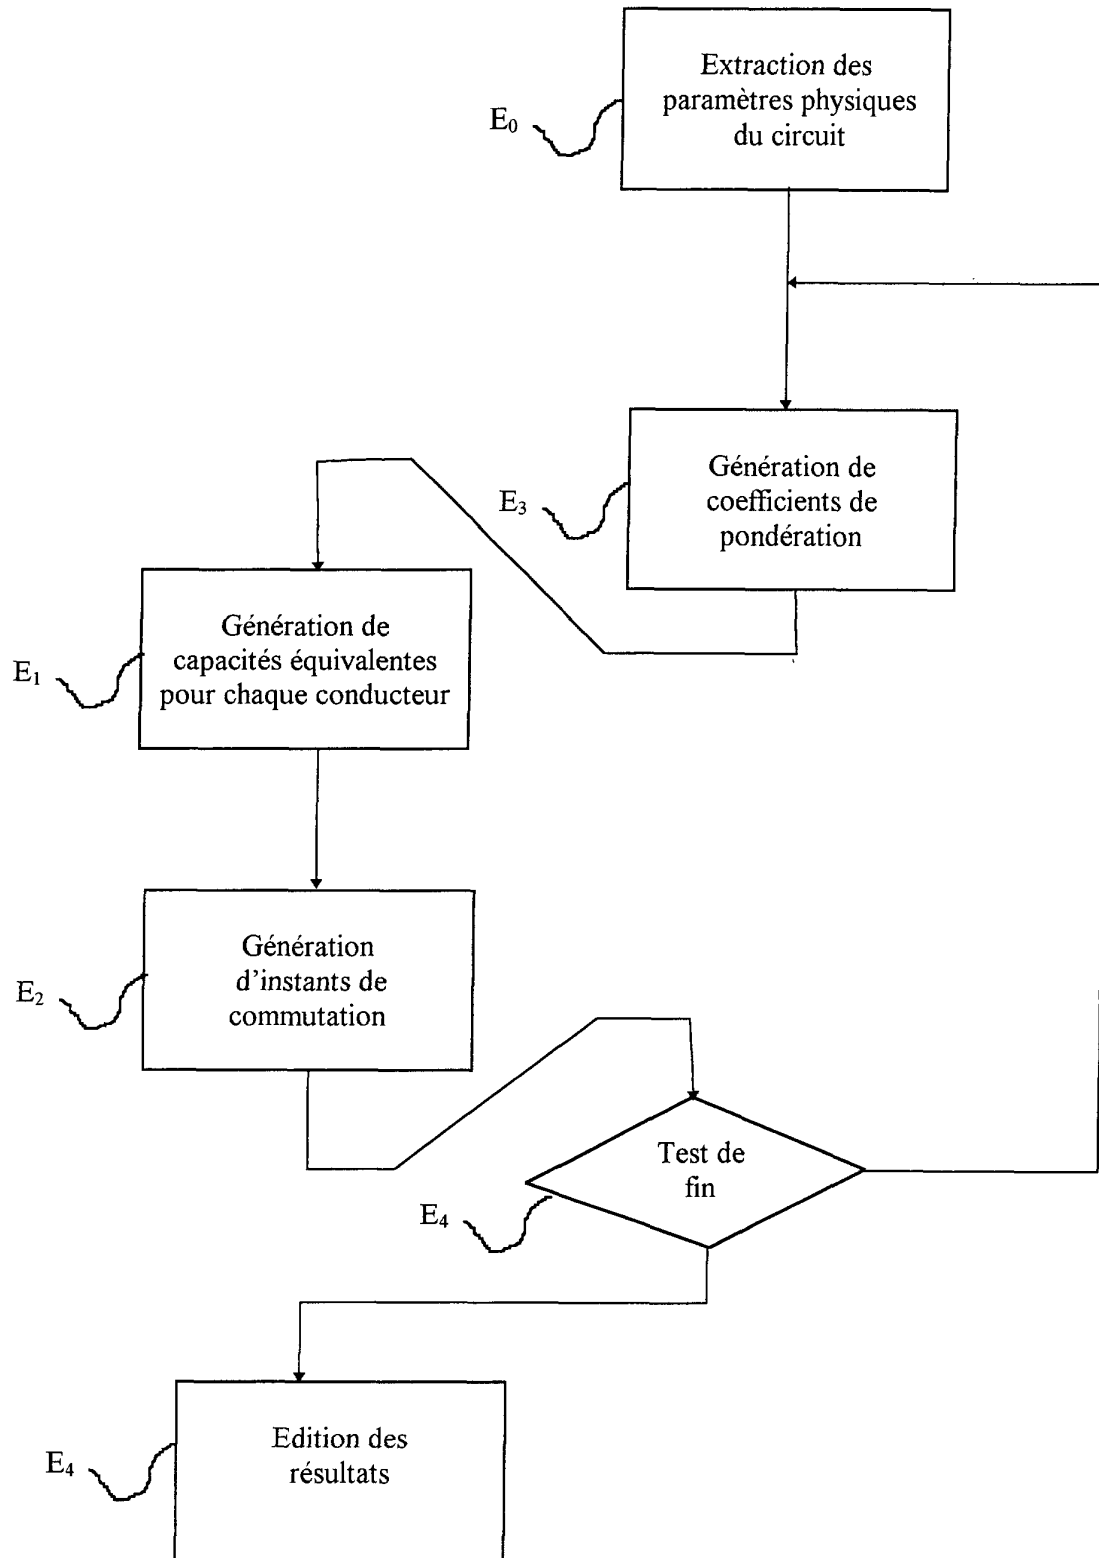 Extraction des
paramètres physiques
du circuit
E₀
Génération de
coefficients de
pondération
E₃
Génération de
capacités équivalentes
pour chaque conducteur
E₁
Génération
d'instants de
commutation
E₂
Test de
fin
E₄
Edition des
résultats
E₄